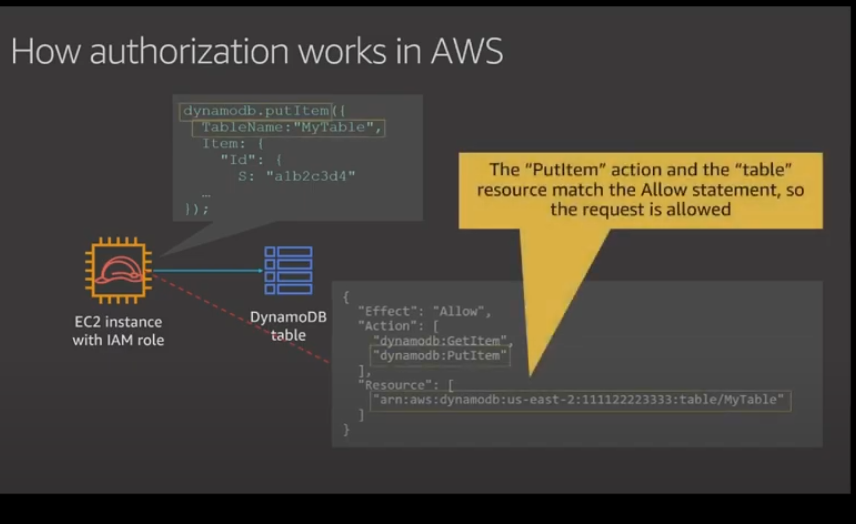 How authorization works in AWS
dynamodb.putItem({
TableName:"MyTable",
Item: {
"Id": {
S: "a1b2c3d4"
…
});
The "PutItem" action and the "table"
resource match the Allow statement, so
the request is allowed
EC2 instance
with IAM role
DynamoDB
table
{
"Effect": "Allow",
"Action": [
"dynamodb:GetItem",
"dynamodb:PutItem"
],
"Resource": [
"arn:aws:dynamodb:us-east-2:111122223333:table/MyTable"
]
}